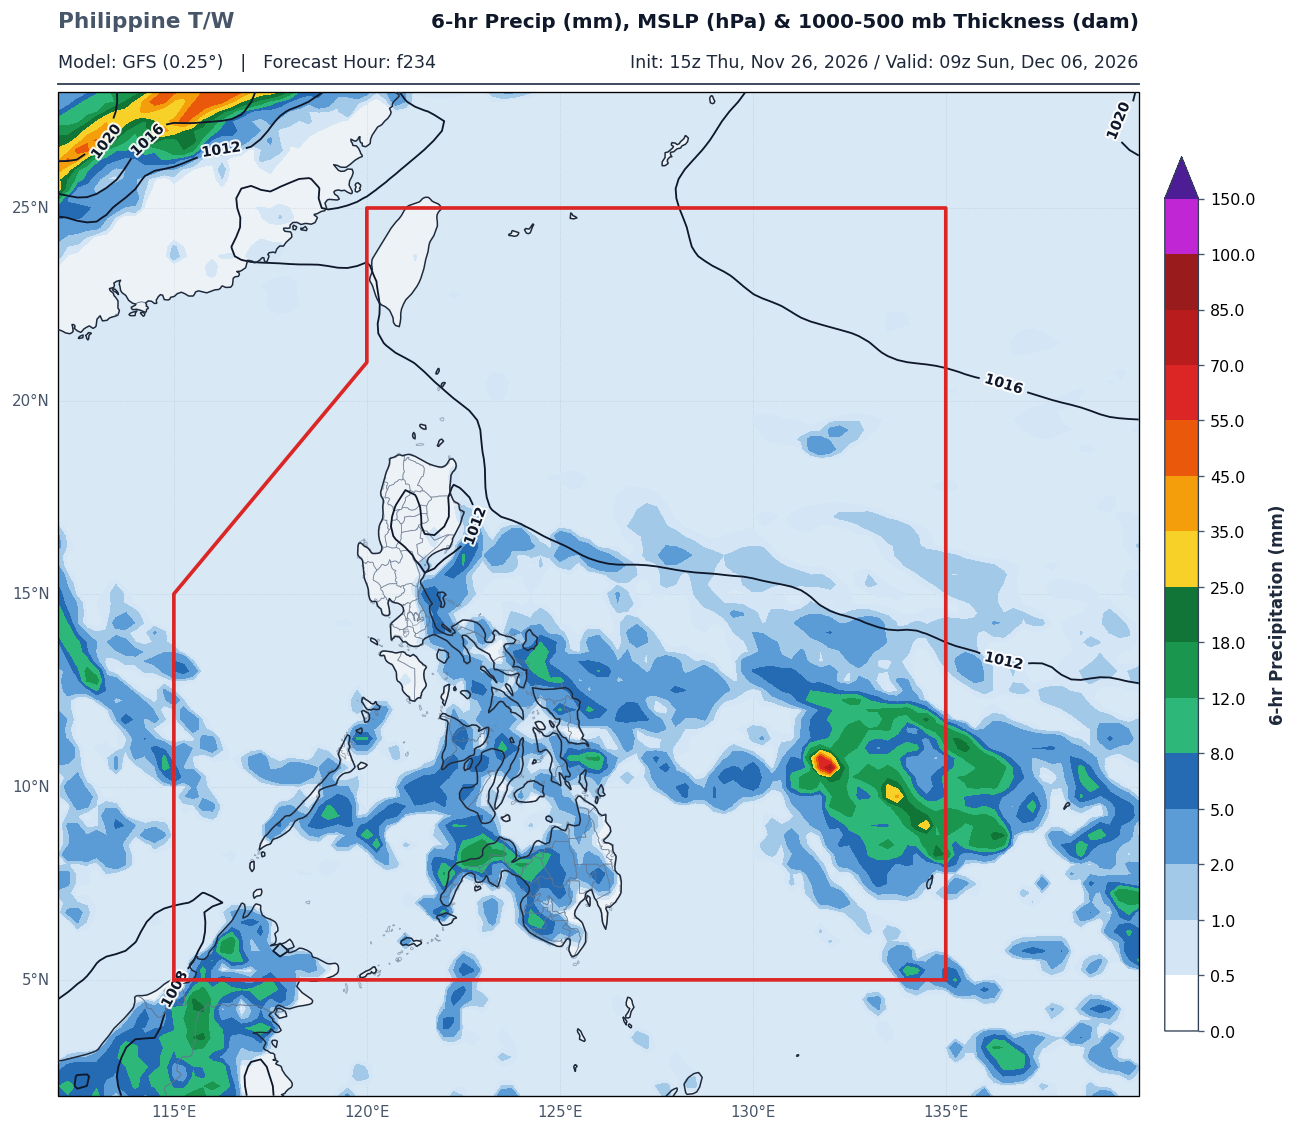 Philippine T/W
6-hr Precip (mm), MSLP (hPa) & 1000-500 mb Thickness (dam)
Model: GFS (0.25°) | Forecast Hour: f234
Init: 15z Thu, Nov 26, 2026 / Valid: 09z Sun, Dec 06, 2026
1020
1016
1012
1020
1016
1012
1012
1008
25°N
20°N
15°N
10°N
5°N
115°E
120°E
125°E
130°E
135°E
150.0
100.0
85.0
70.0
55.0
45.0
35.0
25.0
18.0
12.0
8.0
5.0
2.0
1.0
0.5
0.0
6-hr Precipitation (mm)